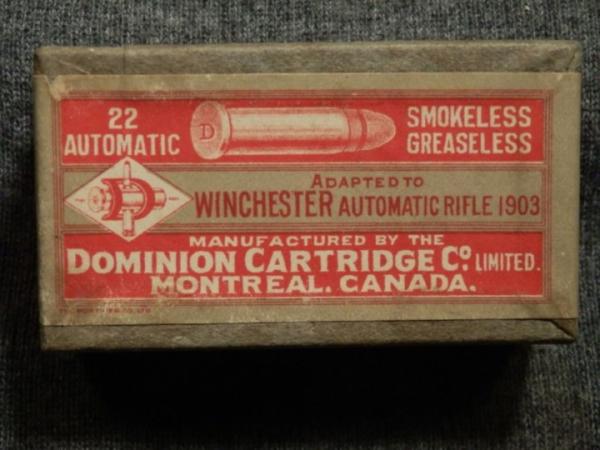 22
AUTOMATIC
D
SMOKELESS
GREASELESS
ADAPTED TO
WINCHESTER AUTOMATIC RIFLE 1903
MANUFACTURED BY THE
DOMINION CARTRIDGE Co. LIMITED.
MONTREAL. CANADA.